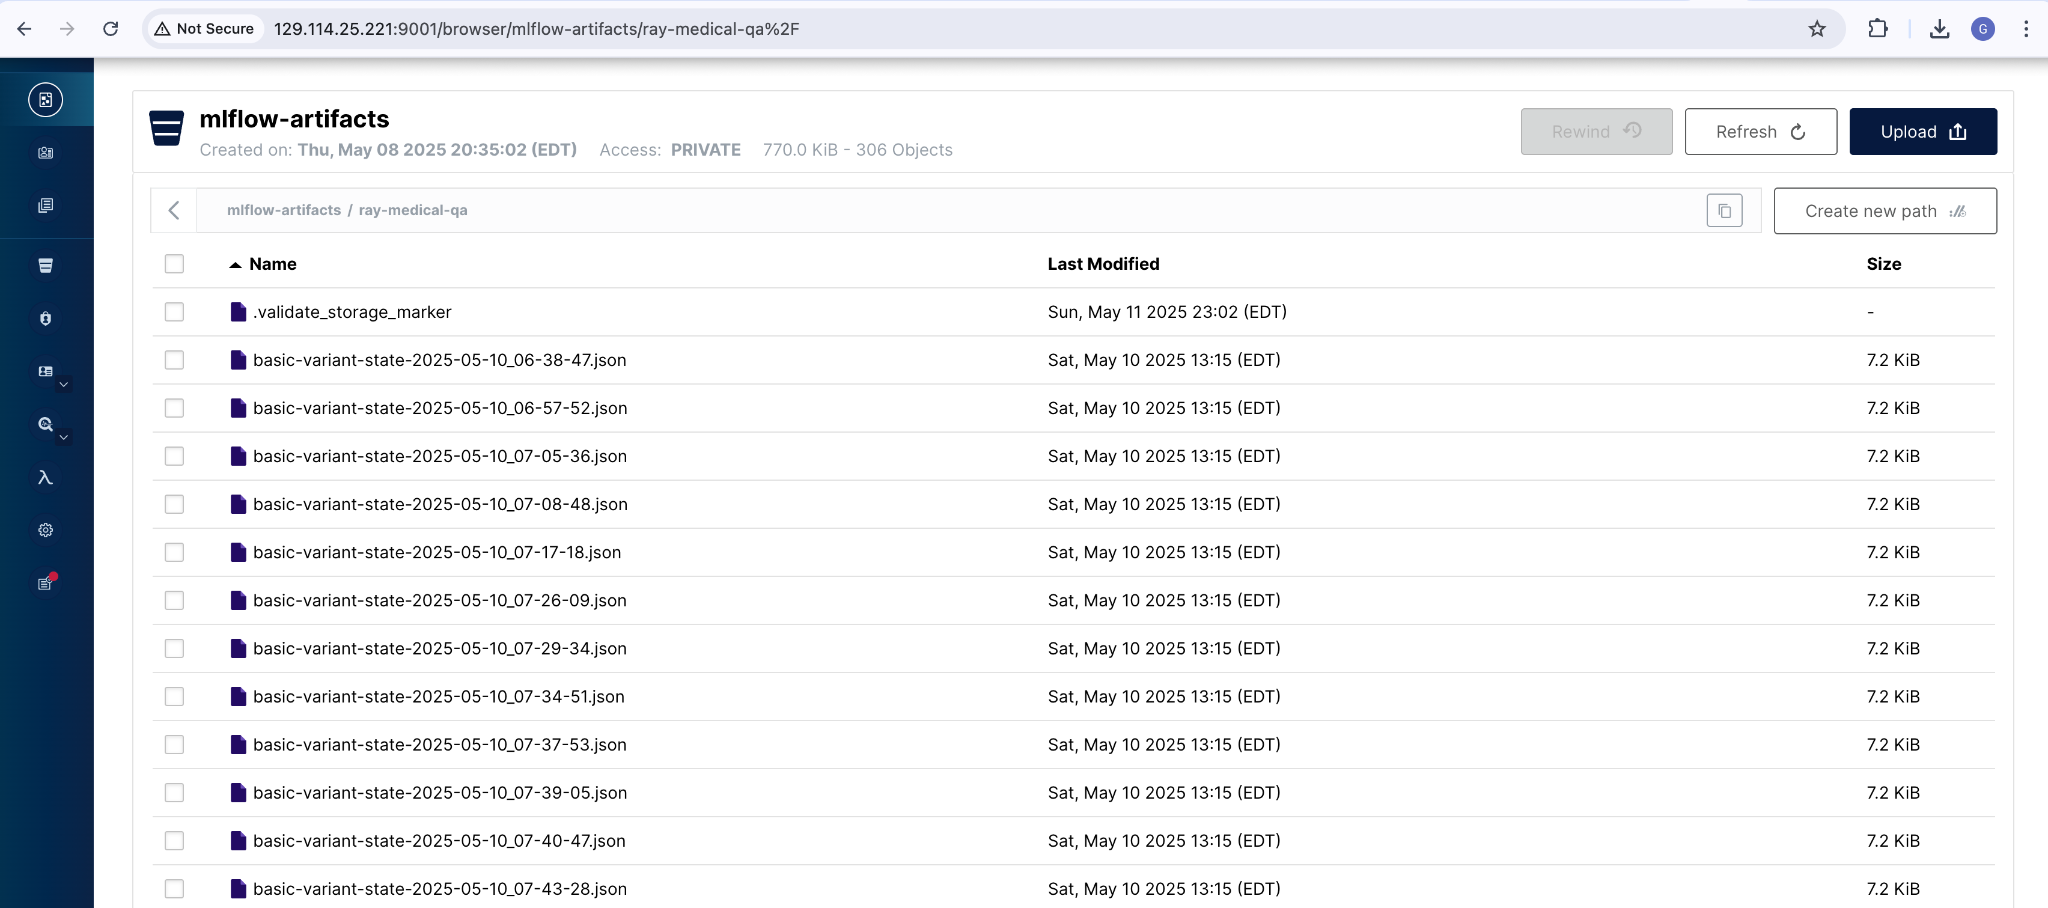 Not Secure 129.114.25.221:9001/browser/mlflow-artifacts/ray-medical-qa%2F G
mlflow-artifacts
Created on: Thu, May 08 2025 20:35:02 (EDT) Access: PRIVATE 770.0 KiB - 306 Objects
Rewind Refresh Upload
mlflow-artifacts / ray-medical-qa Create new path
Name Last Modified Size
.validate_storage_marker Sun, May 11 2025 23:02 (EDT) -
basic-variant-state-2025-05-10_06-38-47.json Sat, May 10 2025 13:15 (EDT) 7.2 KiB
basic-variant-state-2025-05-10_06-57-52.json Sat, May 10 2025 13:15 (EDT) 7.2 KiB
basic-variant-state-2025-05-10_07-05-36.json Sat, May 10 2025 13:15 (EDT) 7.2 KiB
basic-variant-state-2025-05-10_07-08-48.json Sat, May 10 2025 13:15 (EDT) 7.2 KiB
basic-variant-state-2025-05-10_07-17-18.json Sat, May 10 2025 13:15 (EDT) 7.2 KiB
basic-variant-state-2025-05-10_07-26-09.json Sat, May 10 2025 13:15 (EDT) 7.2 KiB
basic-variant-state-2025-05-10_07-29-34.json Sat, May 10 2025 13:15 (EDT) 7.2 KiB
basic-variant-state-2025-05-10_07-34-51.json Sat, May 10 2025 13:15 (EDT) 7.2 KiB
basic-variant-state-2025-05-10_07-37-53.json Sat, May 10 2025 13:15 (EDT) 7.2 KiB
basic-variant-state-2025-05-10_07-39-05.json Sat, May 10 2025 13:15 (EDT) 7.2 KiB
basic-variant-state-2025-05-10_07-40-47.json Sat, May 10 2025 13:15 (EDT) 7.2 KiB
basic-variant-state-2025-05-10_07-43-28.json Sat, May 10 2025 13:15 (EDT) 7.2 KiB